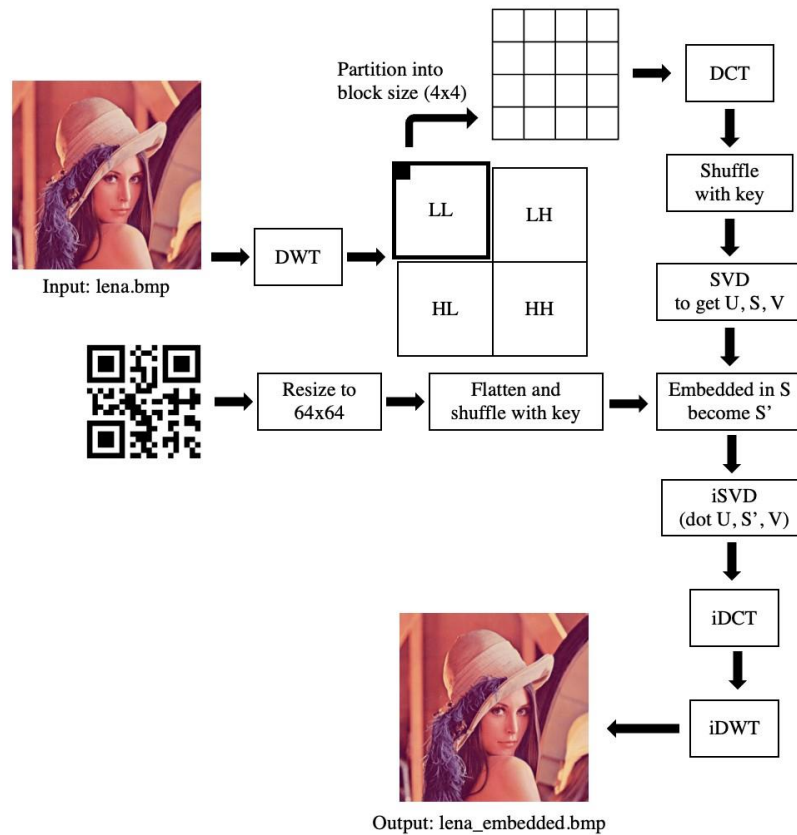 Partition into
block size (4x4)
DCT
Shuffle
with key
LL
LH
DWT
HL
HH
SVD
to get U, S, V
Input: lena.bmp
Resize to
64x64
Flatten and
shuffle with key
Embedded in S
become S’
iSVD
(dot U, S’, V)
iDCT
iDWT
Output: lena_embedded.bmp